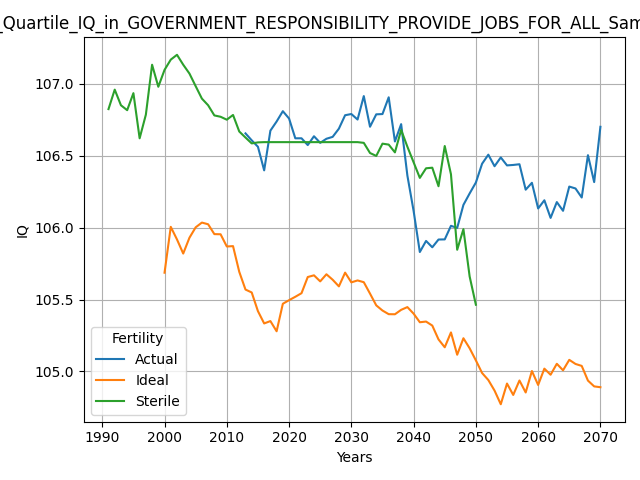 _Quartile_IQ_in_GOVERNMENT_RESPONSIBILITY_PROVIDE_JOBS_FOR_ALL_Sam
107.0
106.5
106.0
105.5
105.0
IQ
Fertility
Actual
Ideal
Sterile
1990 2000 2010 2020 2030 2040 2050 2060 2070
Years